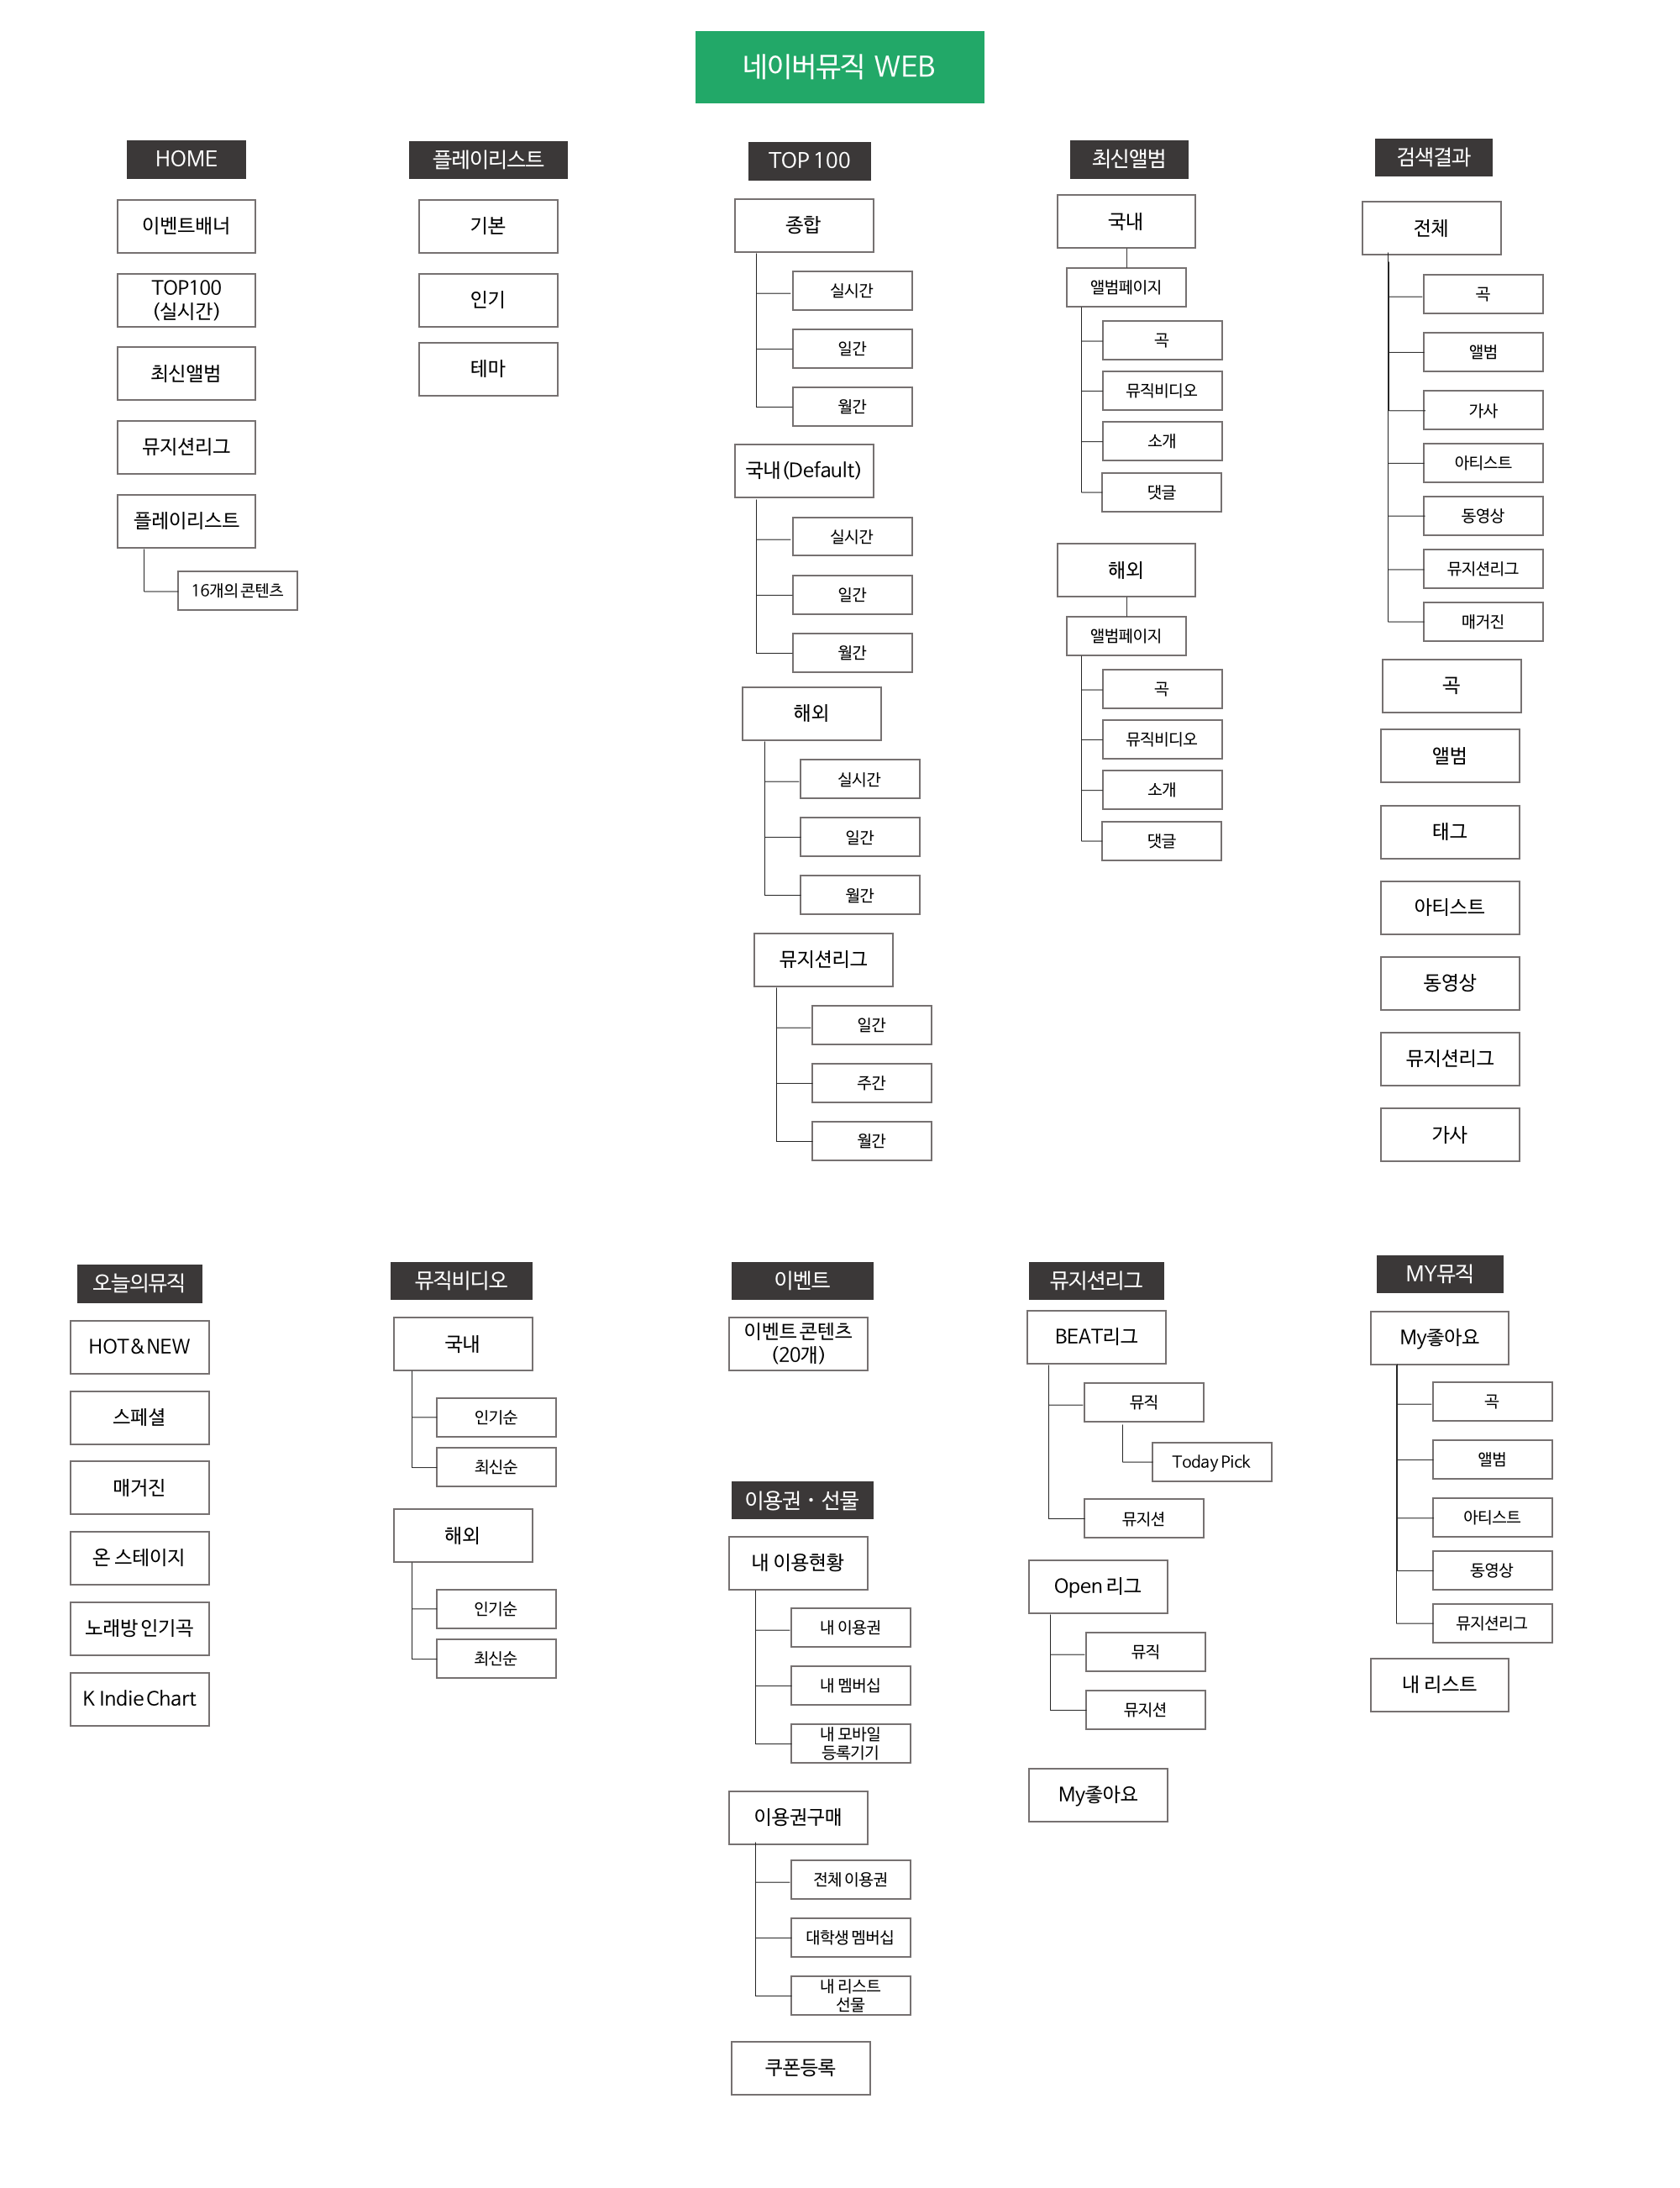 네이버뮤직 WEB
HOME
이벤트배너
TOP100
(실시간)
최신앨범
뮤지션리그
플레이리스트
16개의 콘텐츠
플레이리스트
기본
인기
테마
TOP 100
종합
실시간
일간
월간
국내 (Default)
실시간
일간
월간
해외
실시간
일간
월간
뮤지션리그
일간
주간
월간
최신앨범
국내
앨범페이지
곡
뮤직비디오
소개
댓글
해외
앨범페이지
곡
뮤직비디오
소개
댓글
검색결과
전체
곡
앨범
가사
아티스트
동영상
뮤지션리그
매거진
곡
앨범
태그
아티스트
동영상
뮤지션리그
가사
오늘의뮤직
HOT & NEW
스페셜
매거진
온 스테이지
노래방 인기곡
K Indie Chart
뮤직비디오
국내
인기순
최신순
해외
인기순
최신순
이벤트
이벤트 콘텐츠
(20개)
이용권 · 선물
내 이용현황
내 이용권
내 멤버십
내 모바일
등록기기
이용권구매
전체 이용권
대학생 멤버십
내 리스트
선물
쿠폰등록
뮤지션리그
BEAT리그
뮤직
Today Pick
뮤지션
Open 리그
뮤직
뮤지션
My좋아요
MY뮤직
My좋아요
곡
앨범
아티스트
동영상
뮤지션리그
내 리스트